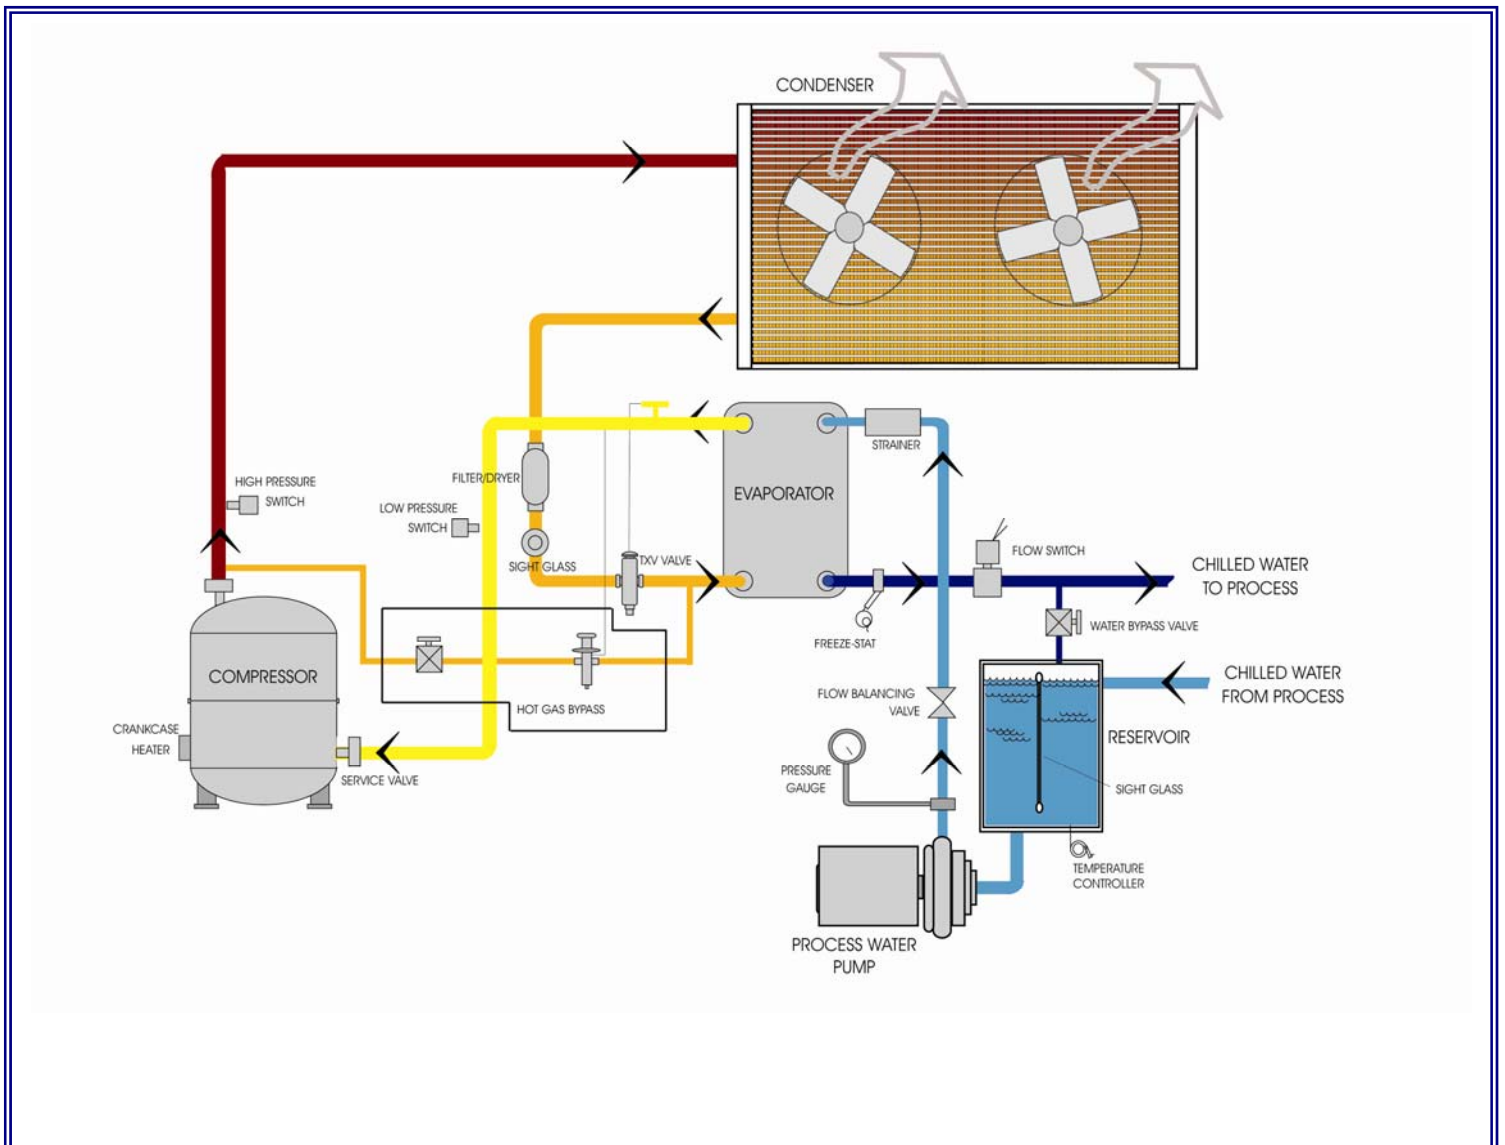 CONDENSER
HIGH PRESSURE
SWITCH
FILTER/DRYER
LOW PRESSURE
SWITCH
SIGHT GLASS
TXV VALVE
EVAPORATOR
STRAINER
FLOW SWITCH
CHILLED WATER
TO PROCESS
FREEZE-STAT
WATER BYPASS VALVE
COMPRESSOR
HOT GAS BYPASS
CRANKCASE
HEATER
SERVICE VALVE
FLOW BALANCING
VALVE
CHILLED WATER
FROM PROCESS
RESERVOIR
PRESSURE
GAUGE
SIGHT GLASS
TEMPERATURE
CONTROLLER
PROCESS WATER
PUMP